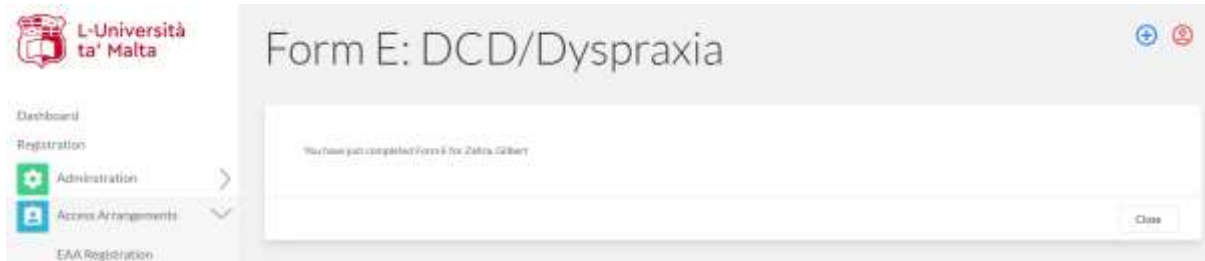 L-Università
ta' Malta
Form E: DCD/Dyspraxia
Dashboard
Registration
Adminstration
Access Arrangements
EAA Registration
You have just completed Form E for Zahra Gilbert
Close